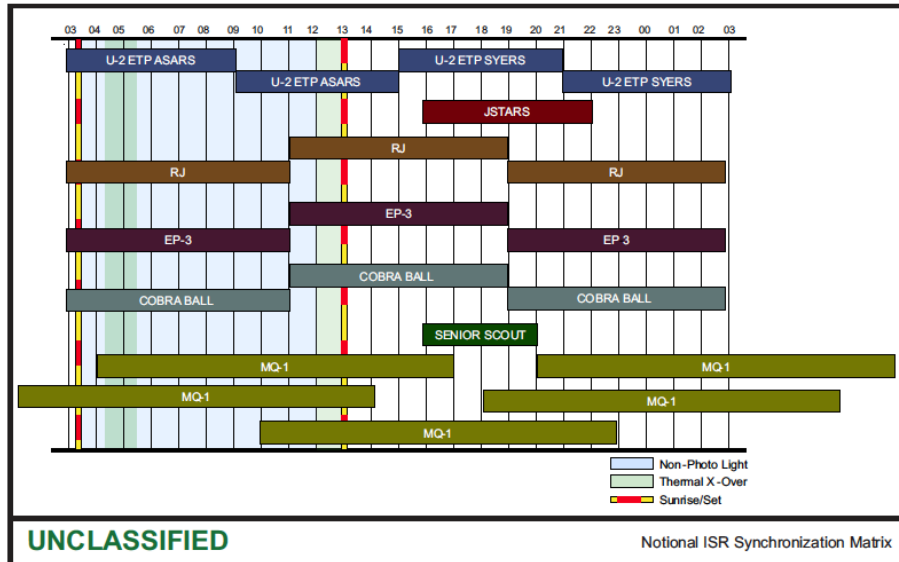 03 04 05 06 07 08 09 10 11 12 13 14 15 16 17 18 19 20 21 22 23 00 01 02 03
U-2 ETP ASARS U-2 ETP SYERS
U-2 ETP ASARS U-2 ETP SYERS
JSTARS
RJ
RJ RJ
EP-3
EP-3 EP 3
COBRA BALL
COBRA BALL COBRA BALL
SENIOR SCOUT
MQ-1 MQ-1
MQ-1 MQ-1
MQ-1
Non-Photo Light
Thermal X-Over
Sunrise/Set
UNCLASSIFIED Notional ISR Synchronization Matrix